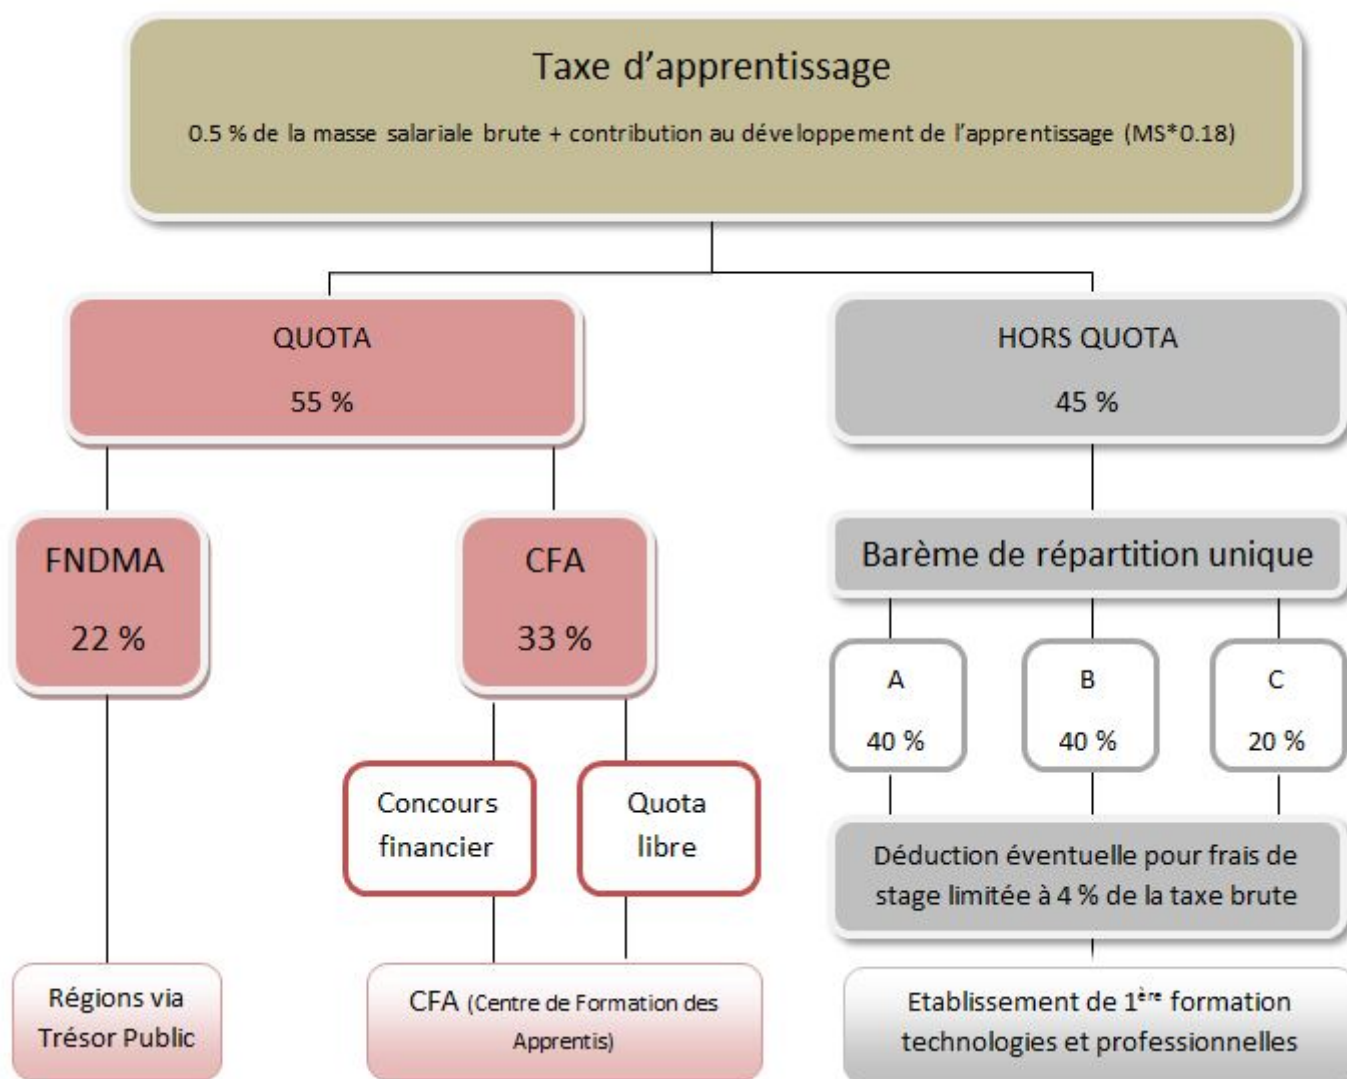 Taxe d'apprentissage
0.5 % de la masse salariale brute + contribution au développement de l'apprentissage (MS*0.18)
QUOTA
55 %
HORS QUOTA
45 %
FNDMA
22 %
CFA
33 %
Barème de répartition unique
A
40 %
B
40 %
C
20 %
Concours
financier
Quota
libre
Déduction éventuelle pour frais de
stage limitée à 4 % de la taxe brute
Régions via
Trésor Public
CFA (Centre de Formation des
Apprentis)
Etablissement de 1ère formation
technologies et professionnelles